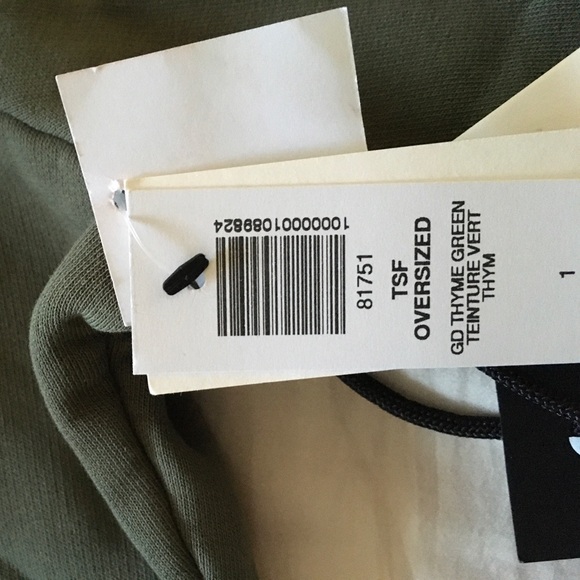 10000001089824
81751
TSF
OVERSIZED
GD THYME GREEN
TEINTURE VERT
THYM
1